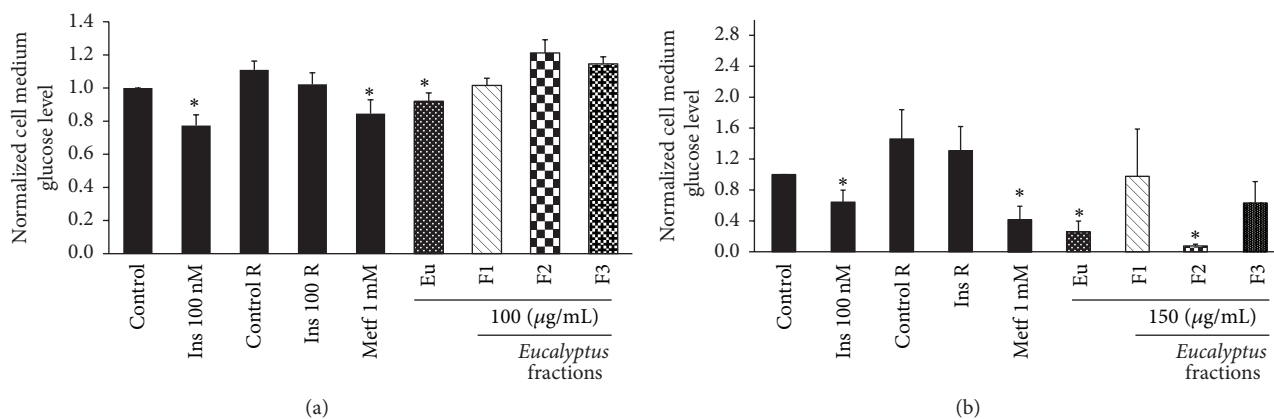 Normalized cell medium
glucose level
1.4
1.2
1.0
0.8
0.6
0.4
0.2
0.0
*
*
*
Control
Ins 100 nM
Control R
Ins 100 R
Metf 1 mM
Eu
F1
F2
F3
100 (μg/mL)
Eucalyptus
fractions
(a)
Normalized cell medium
glucose level
2.8
2.4
2.0
1.6
1.2
0.8
0.4
0.0
*
*
*
*
Control
Ins 100 nM
Control R
Ins R
Metf 1 mM
Eu
F1
F2
F3
150 (μg/mL)
Eucalyptus
fractions
(b)